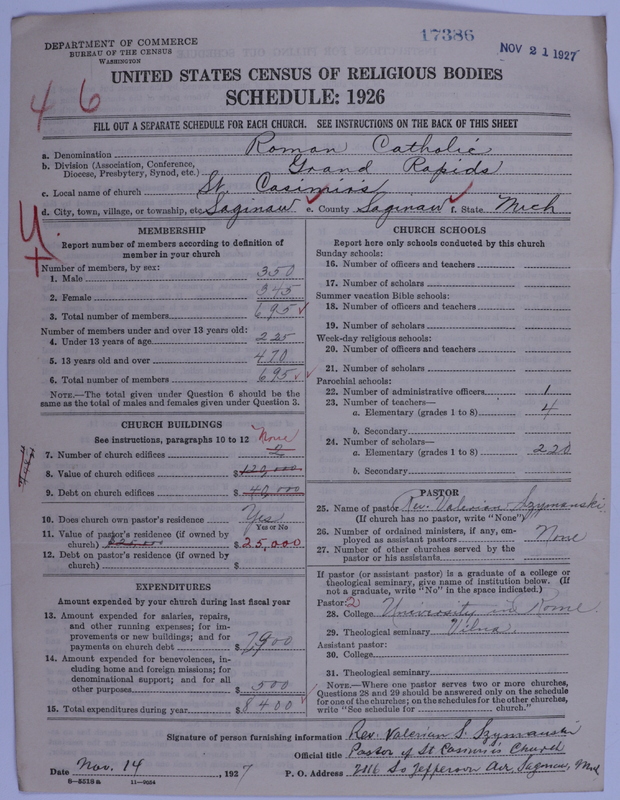 17386
DEPARTMENT OF COMMERCE
BUREAU OF THE CENSUS
WASHINGTON
NOV 21 1927
UNITED STATES CENSUS OF RELIGIOUS BODIES
SCHEDULE: 1926
46
FILL OUT A SEPARATE SCHEDULE FOR EACH CHURCH. SEE INSTRUCTIONS ON THE BACK OF THIS SHEET
a. Denomination Roman Catholic
b. Division (Association, Conference,
Diocese, Presbytery, Synod, etc.) Grand Rapids
c. Local name of church St. Casimir's
d. City, town, village, or township, etc. Saginaw e. County Saginaw f. State Mich
MEMBERSHIP
Report number of members according to definition of
member in your church
Number of members, by sex:
1. Male 350
2. Female 345
3. Total number of members 695
Number of members under and over 13 years old:
4. Under 13 years of age 225
5. 13 years old and over 470
6. Total number of members 695
NOTE.—The total given under Question 6 should be the
same as the total of males and females given under Question 3.
CHURCH BUILDINGS
See instructions, paragraphs 10 to 12
None
7. Number of church edifices 2
8. Value of church edifices $120,000
9. Debt on church edifices $40,000
10. Does church own pastor's residence Yes
Yes or No
11. Value of pastor's residence (if owned by
church) $25,000 $25,000
12. Debt on pastor's residence (if owned by
church) $
EXPENDITURES
Amount expended by your church during last fiscal year
13. Amount expended for salaries, repairs,
and other running expenses; for im-
provements or new buildings; and for
payments on church debt $7900
14. Amount expended for benevolences, in-
cluding home and foreign missions; for
denominational support; and for all
other purposes $500
15. Total expenditures during year $8400
CHURCH SCHOOLS
Report here only schools conducted by this church
Sunday schools:
16. Number of officers and teachers
17. Number of scholars
Summer vacation Bible schools:
18. Number of officers and teachers
19. Number of scholars
Week-day religious schools:
20. Number of officers and teachers
21. Number of scholars
Parochial schools:
22. Number of administrative officers 1
23. Number of teachers—
a. Elementary (grades 1 to 8) 4
b. Secondary
24. Number of scholars—
a. Elementary (grades 1 to 8) 220
b. Secondary
PASTOR
25. Name of pastor Rev. Valerian Szymanski
(If church has no pastor, write "None")
26. Number of ordained ministers, if any, em-
ployed as assistant pastors None
27. Number of other churches served by the
pastor or his assistants
If pastor (or assistant pastor) is a graduate of a college or
theological seminary, give name of institution below. (If
not a graduate, write "No" in the space indicated.)
Pastor: 2
28. College University in Rome
29. Theological seminary Vilna.
Assistant pastor:
30. College
31. Theological seminary
NOTE.—Where one pastor serves two or more churches,
Questions 28 and 29 should be answered only on the schedule
for one of the churches; on the schedules for the other churches,
write "See schedule for church."
Signature of person furnishing information Rev. Valerian S. Szymanski
Official title Pastor of St Casimirs Church
Date Nov. 14, 1927 P. O. Address 2816 So Jefferson Av, Saginaw, Mich
8-5519 a 11-9054